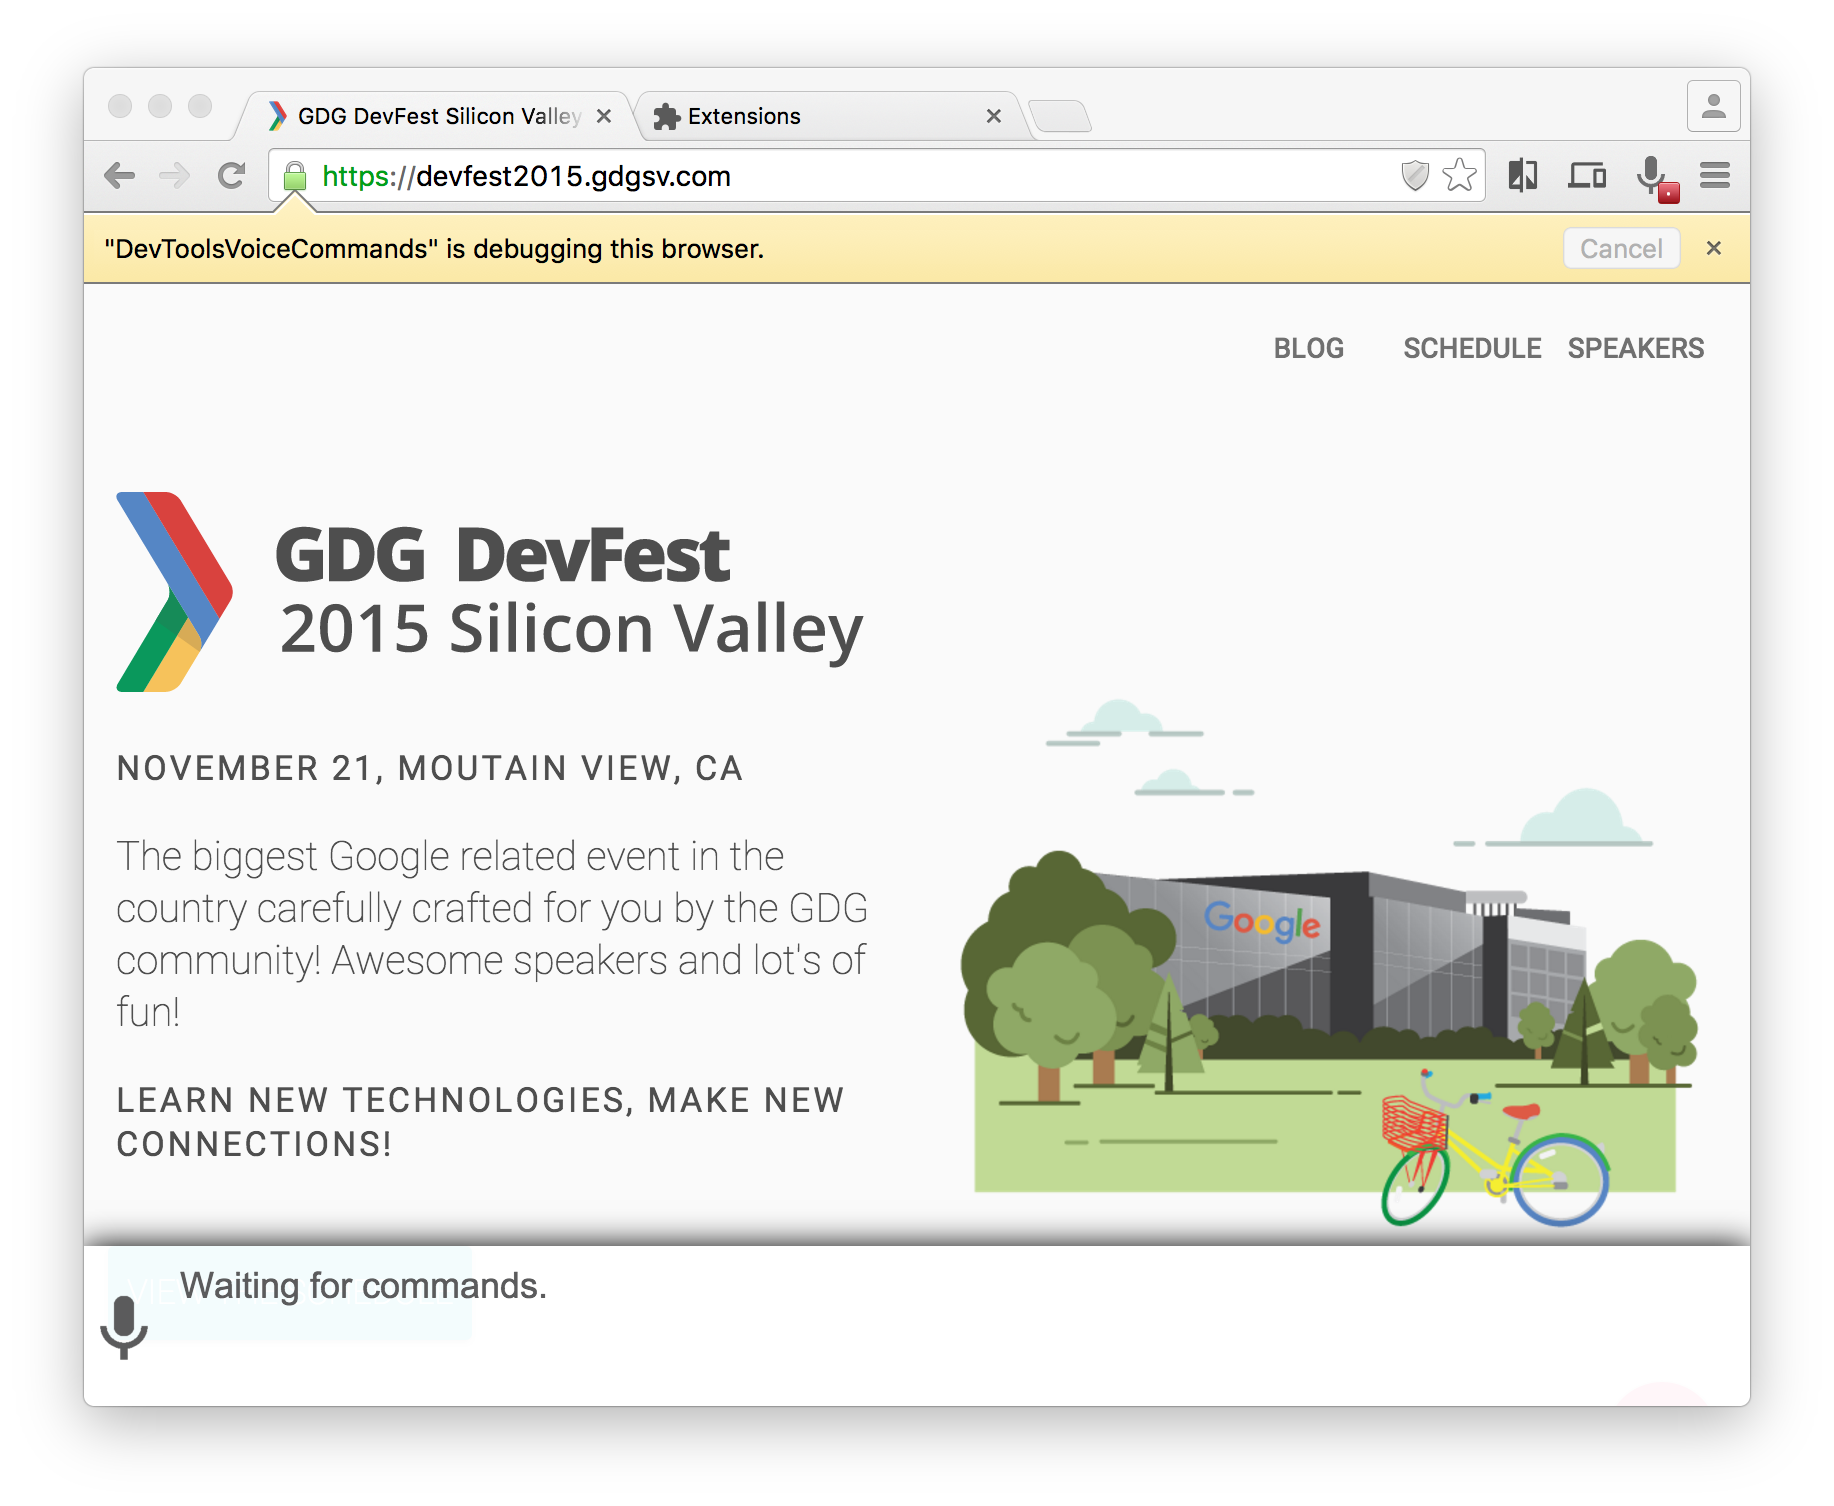 GDG DevFest Silicon Valley
Extensions
https://devfest2015.gdgsv.com
"DevToolsVoiceCommands" is debugging this browser.
Cancel
BLOG SCHEDULE SPEAKERS
GDG DevFest
2015 Silicon Valley
NOVEMBER 21, MOUTAIN VIEW, CA
The biggest Google related event in the
country carefully crafted for you by the GDG
community! Awesome speakers and lot's of
fun!
Google
LEARN NEW TECHNOLOGIES, MAKE NEW
CONNECTIONS!
Waiting for commands.